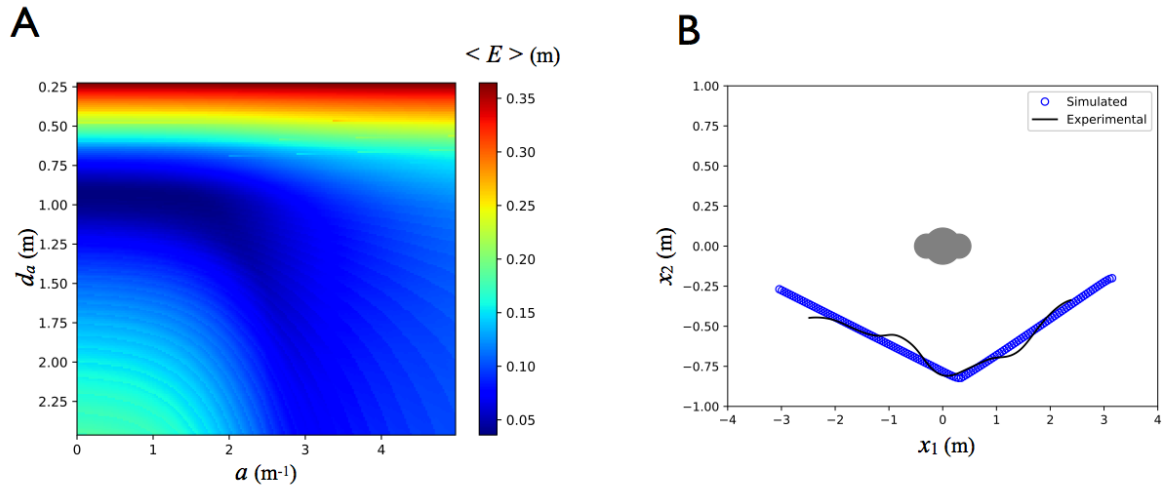 A
B
< E > (m)
0.25
0.50
0.75
1.00
1.25
1.50
1.75
2.00
2.25
dₐ (m)
0 1 2 3 4
a (m⁻¹)
0.35
0.30
0.25
0.20
0.15
0.10
0.05
1.00
0.75
0.50
0.25
0.00
−0.25
−0.50
−0.75
−1.00
x₂ (m)
Simulated
Experimental
−4 −3 −2 −1 0 1 2 3 4
x₁ (m)